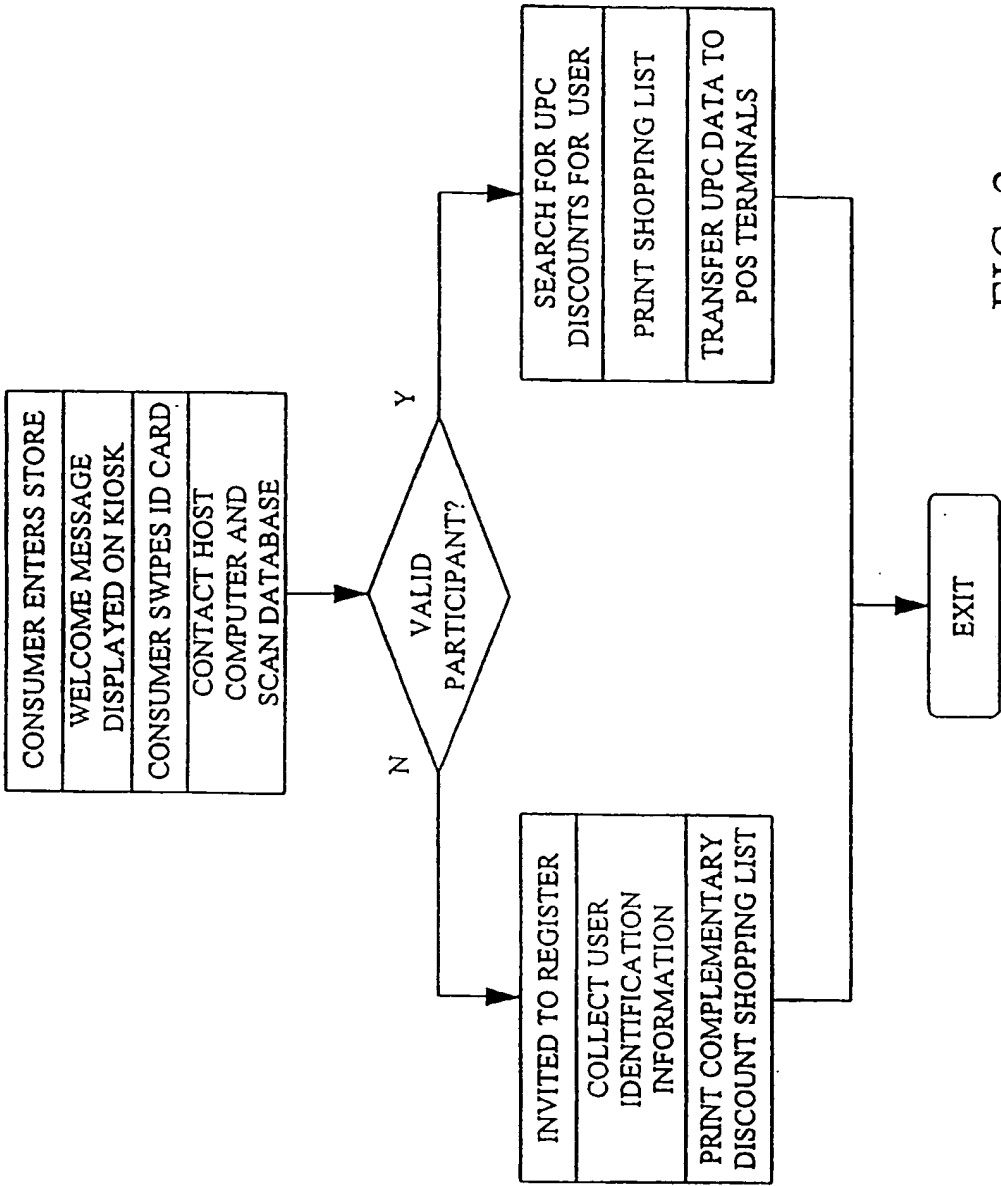 CONSUMER ENTERS STORE
WELCOME MESSAGE
DISPLAYED ON KIOSK
CONSUMER SWIPES ID CARD
CONTACT HOST
COMPUTER AND
SCAN DATABASE
VALID
PARTICIPANT?
N
Y
INVITED TO REGISTER
COLLECT USER
IDENTIFICATION
INFORMATION
PRINT COMPLEMENTARY
DISCOUNT SHOPPING LIST
SEARCH FOR UPC
DISCOUNTS FOR USER
PRINT SHOPPING LIST
TRANSFER UPC DATA TO
POS TERMINALS
EXIT
FIG.